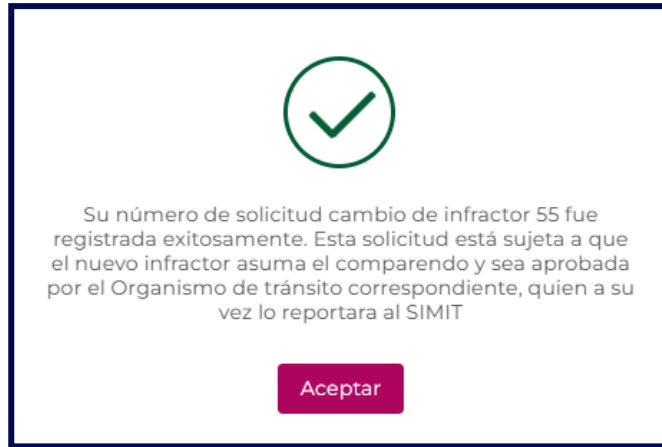 Su número de solicitud cambio de infractor 55 fue
registrada exitosamente. Esta solicitud está sujeta a que
el nuevo infractor asuma el comparendo y sea aprobada
por el Organismo de tránsito correspondiente, quien a su
vez lo reportara al SIMIT
Aceptar